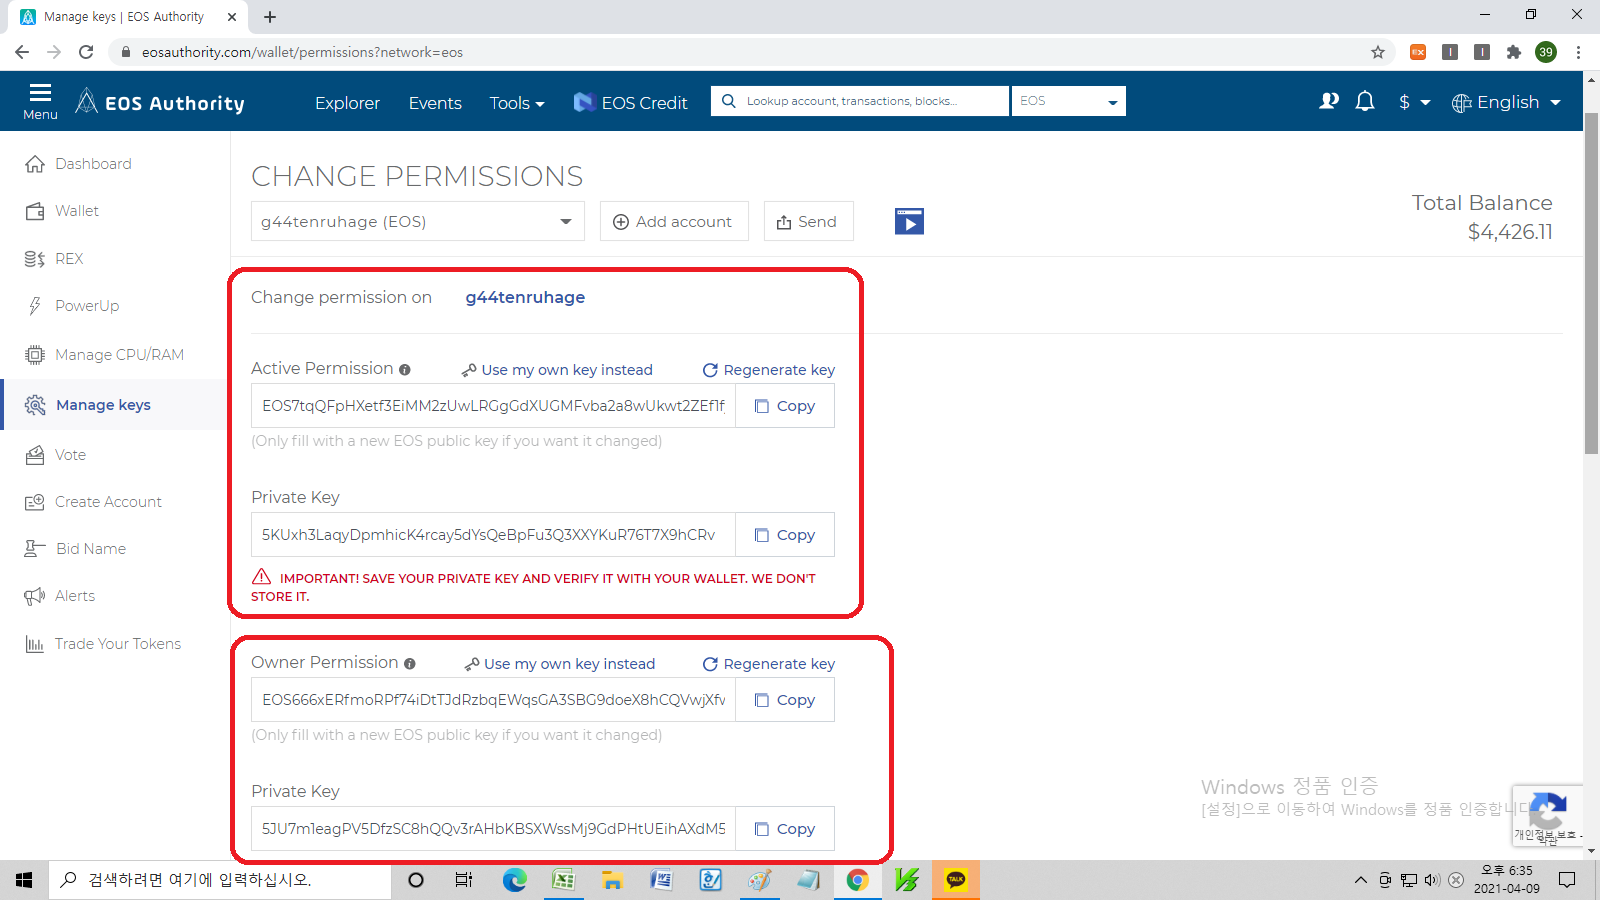 Manage keys | EOS Authority
eosauthority.com/wallet/permissions?network=eos
39
Menu
EOS Authority
Explorer
Events
Tools
EOS Credit
Lookup account, transactions, blocks...
EOS
$
English
Dashboard
Wallet
REX
PowerUp
Manage CPU/RAM
Manage keys
Vote
Create Account
Bid Name
Alerts
Trade Your Tokens
CHANGE PERMISSIONS
g44tenruhage (EOS)
Add account
Send
Total Balance
$4,426.11
Change permission on g44tenruhage
Active Permission
Use my own key instead
Regenerate key
EOS7tqQFpHXetf3EiMM2zUwLRGgGdXUGMFvba2a8wUkwt2ZEf1f
Copy
(Only fill with a new EOS public key if you want it changed)
Private Key
5KUxh3LaqyDpmhicK4rcay5dYsQeBpFu3Q3XXYKuR76T7X9hCRv
Copy
IMPORTANT! SAVE YOUR PRIVATE KEY AND VERIFY IT WITH YOUR WALLET. WE DON'T
STORE IT.
Owner Permission
Use my own key instead
Regenerate key
EOS666xERfmoRPf74iDtTJdRzbqEWqsGA3SBG9doeX8hCQVwjXfv
Copy
(Only fill with a new EOS public key if you want it changed)
Private Key
5JU7m1eagPV5DfzSC8hQQv3rAHbKBSXWssMj9GdPHtUEihAXdM5
Copy
Windows 정품 인증
[설정]으로 이동하여 Windows를 정품 인증합니다
개인정보 보호 -
약관
검색하려면 여기에 입력하십시오.
TALK
오후 6:35
2021-04-09